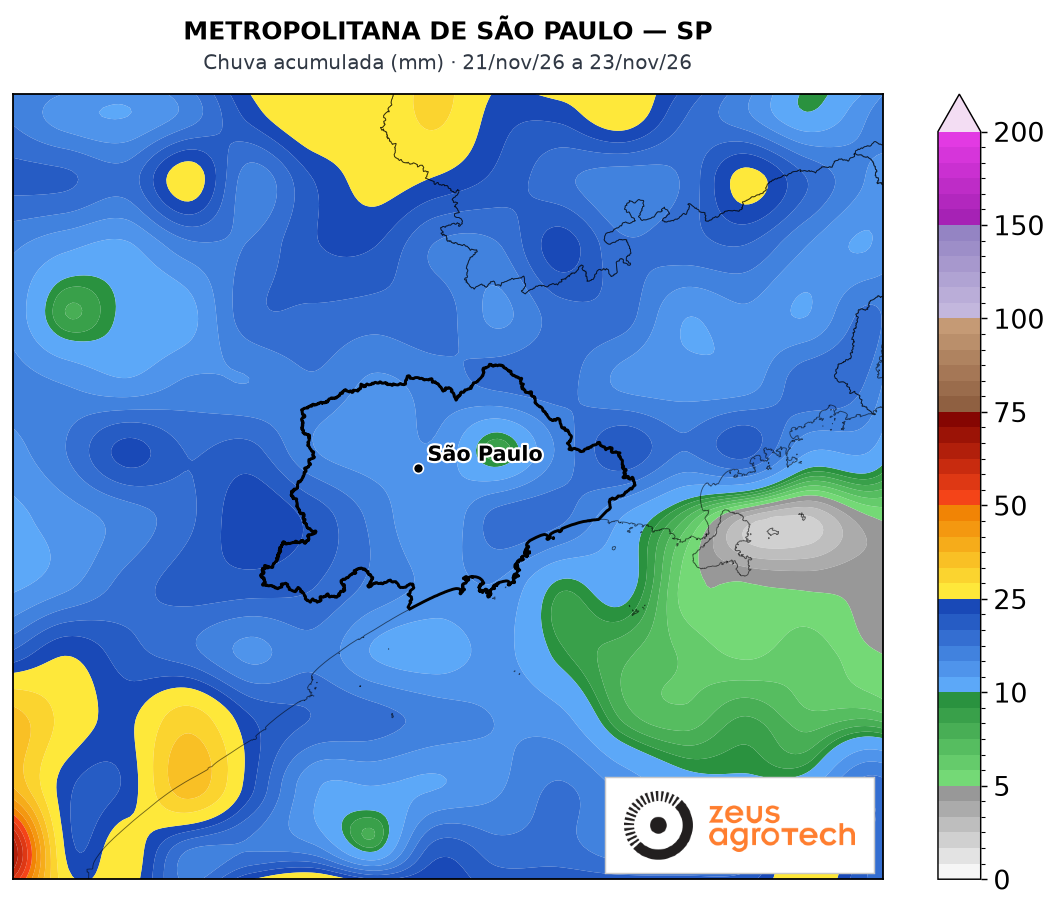 METROPOLITANA DE SÃO PAULO — SP
Chuva acumulada (mm) · 21/nov/26 a 23/nov/26
São Paulo
200
150
100
75
50
25
10
5
0
zeus
agrotech